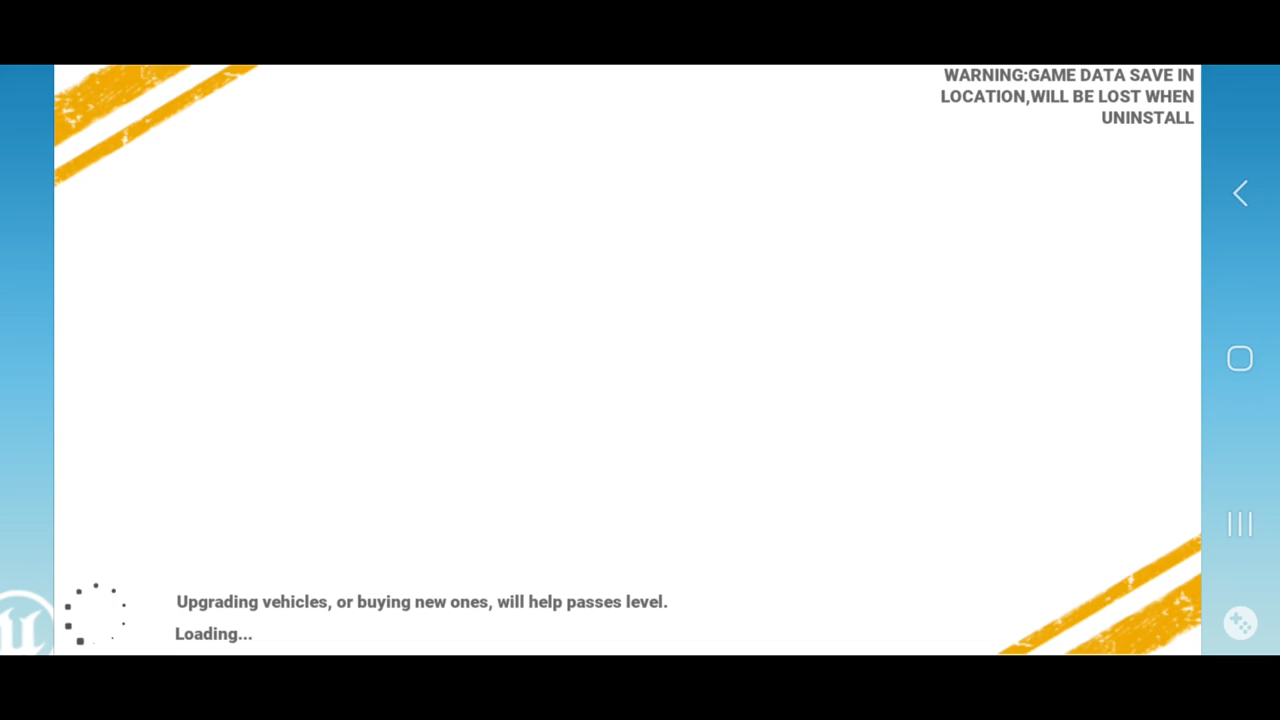 WARNING:GAME DATA SAVE IN
LOCATION,WILL BE LOST WHEN
UNINSTALL
Upgrading vehicles, or buying new ones, will help passes level.
Loading...